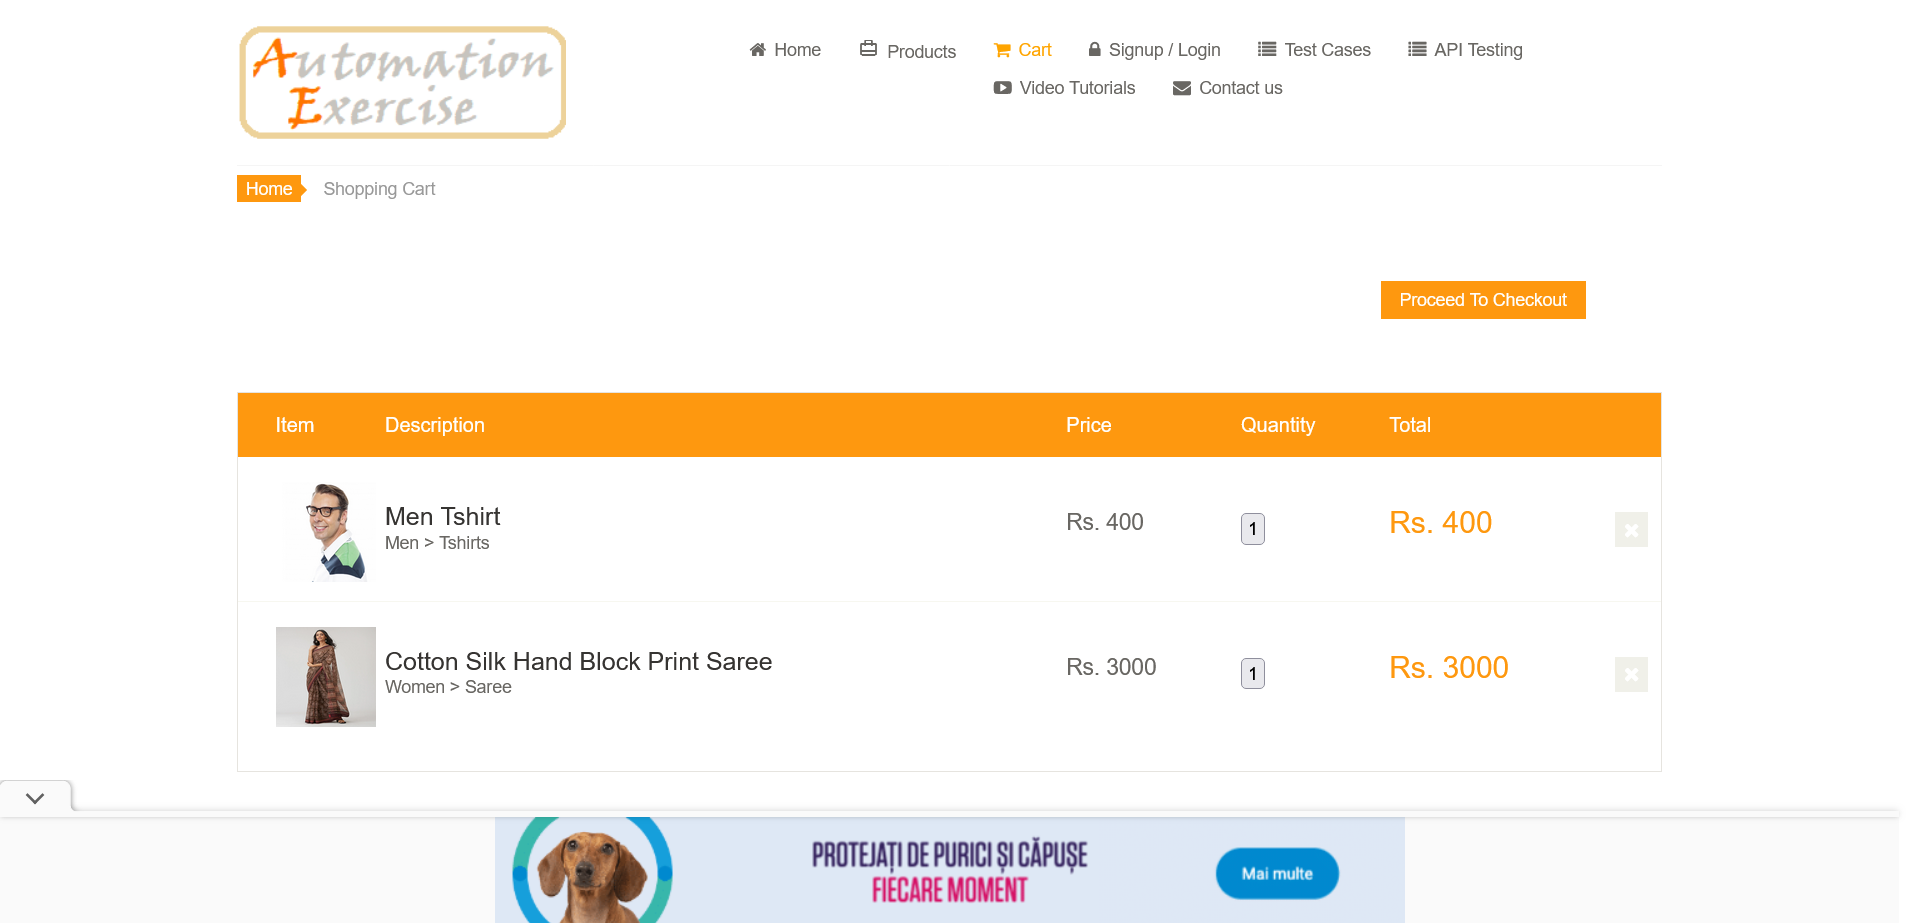 Automation
Exercise
Home
Products
Cart
Signup / Login
Test Cases
API Testing
Video Tutorials
Contact us
Home
Shopping Cart
Proceed To Checkout
Item Description Price Quantity Total
Men Tshirt
Men > Tshirts
Rs. 400
1
Rs. 400
Cotton Silk Hand Block Print Saree
Women > Saree
Rs. 3000
1
Rs. 3000
PROTEJAȚI DE PURICI ȘI CĂPUȘE
FIECARE MOMENT
Mai multe